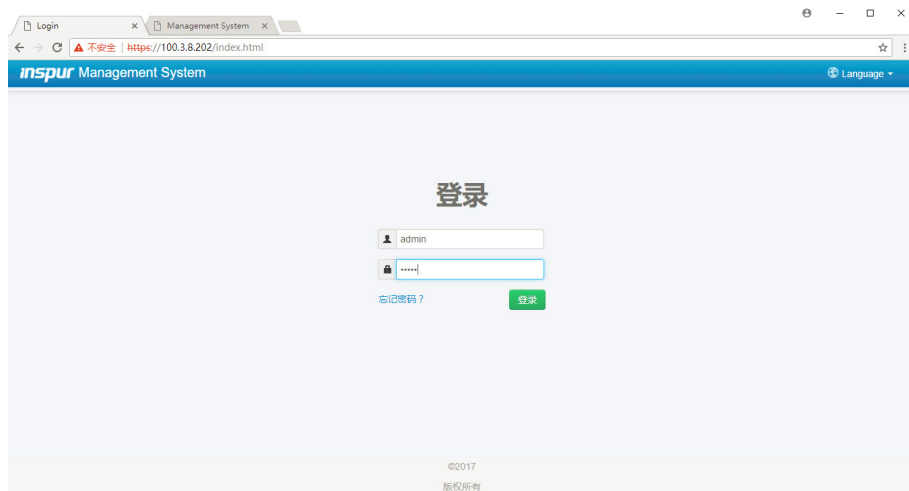 Login
Management System
不安全 | https://100.3.8.202/index.html
inspur Management System
Language
登录
admin
•••••
忘记密码？
登录
©2017
版权所有